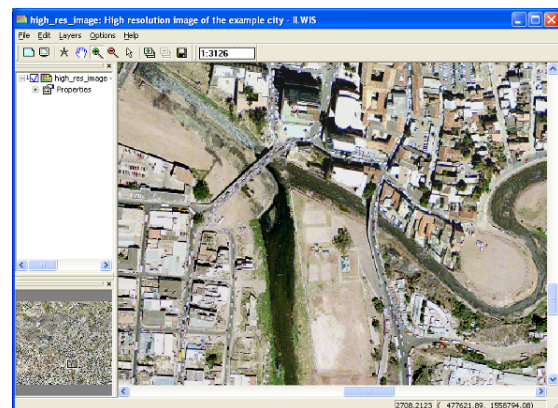 high_res_image: High resolution image of the example city - ILWIS
File Edit Layers Options Help
1:3126
high_res_image -
Properties
2708,2123 ( 477621.89, 1558794.08)